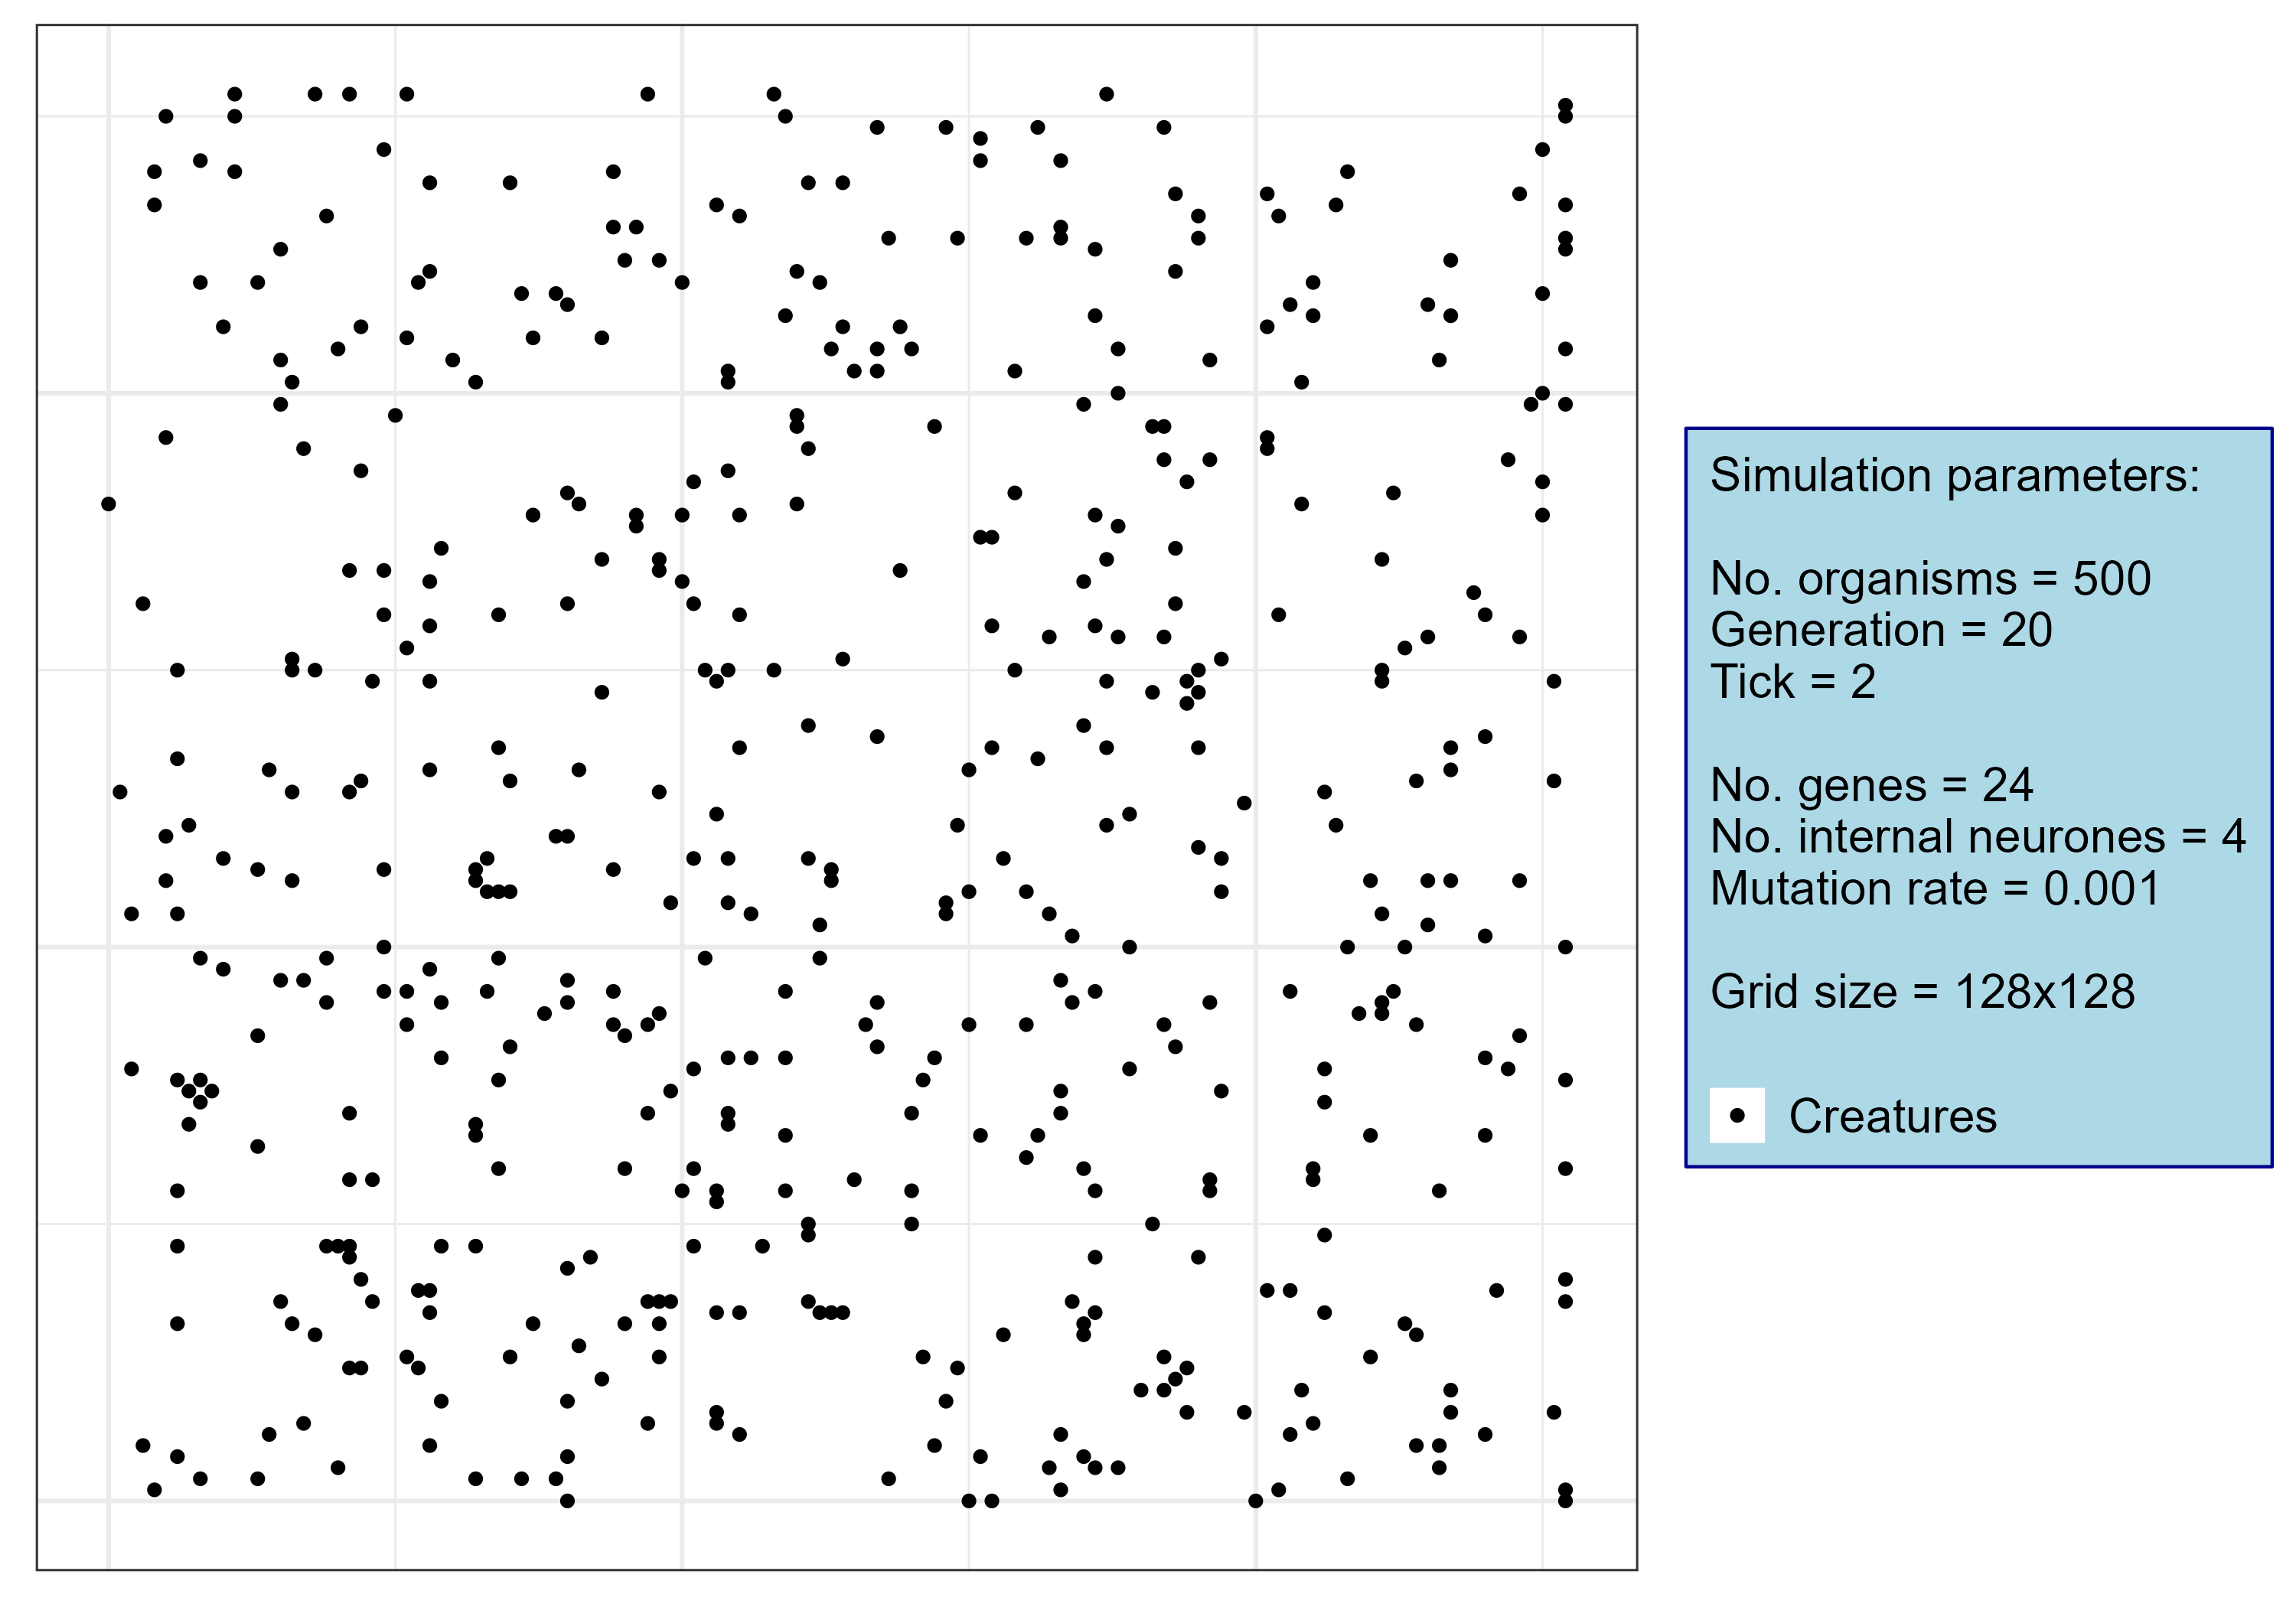 Simulation parameters:
No. organisms = 500
Generation = 20
Tick = 2
No. genes = 24
No. internal neurones = 4
Mutation rate = 0.001
Grid size = 128x128
Creatures